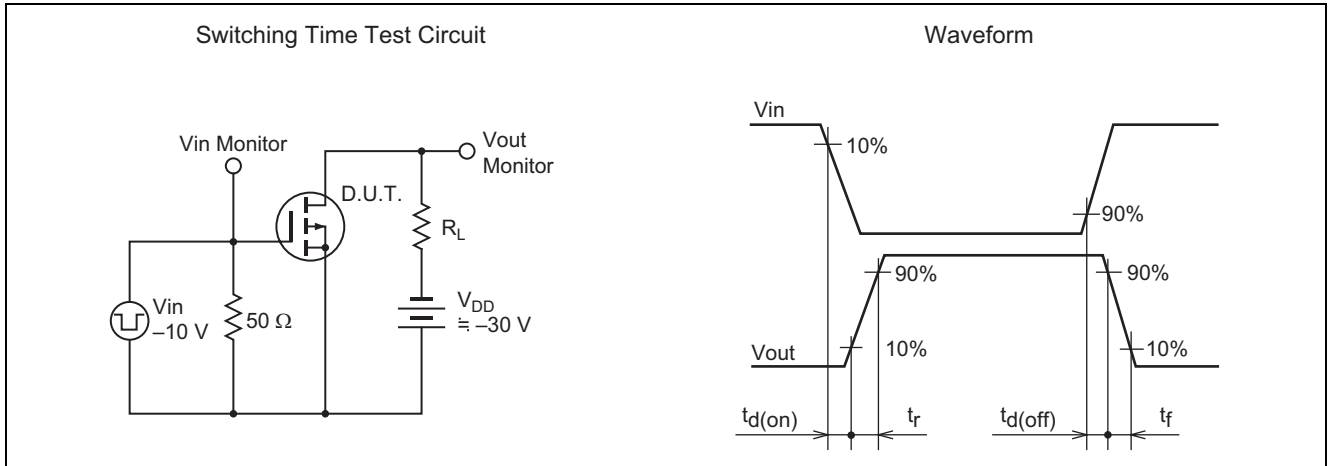 Switching Time Test Circuit
Vin Monitor
Vout
Monitor
D.U.T.
RL
Vin
–10 V
50 Ω
VDD
≒ –30 V
Waveform
Vin
10%
90%
90%
90%
Vout
10%
10%
td(on)
tr
td(off)
tf